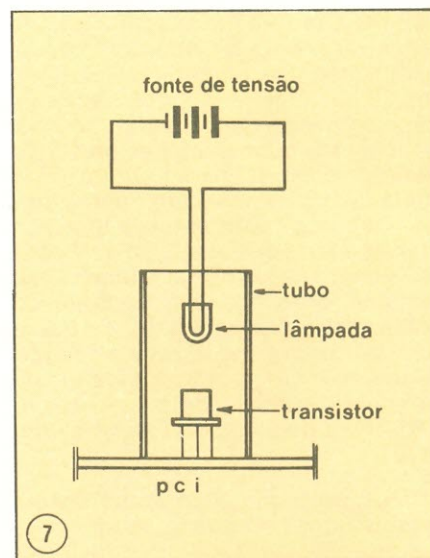 fonte de tensão
tubo
lâmpada
transistor
p c i
7